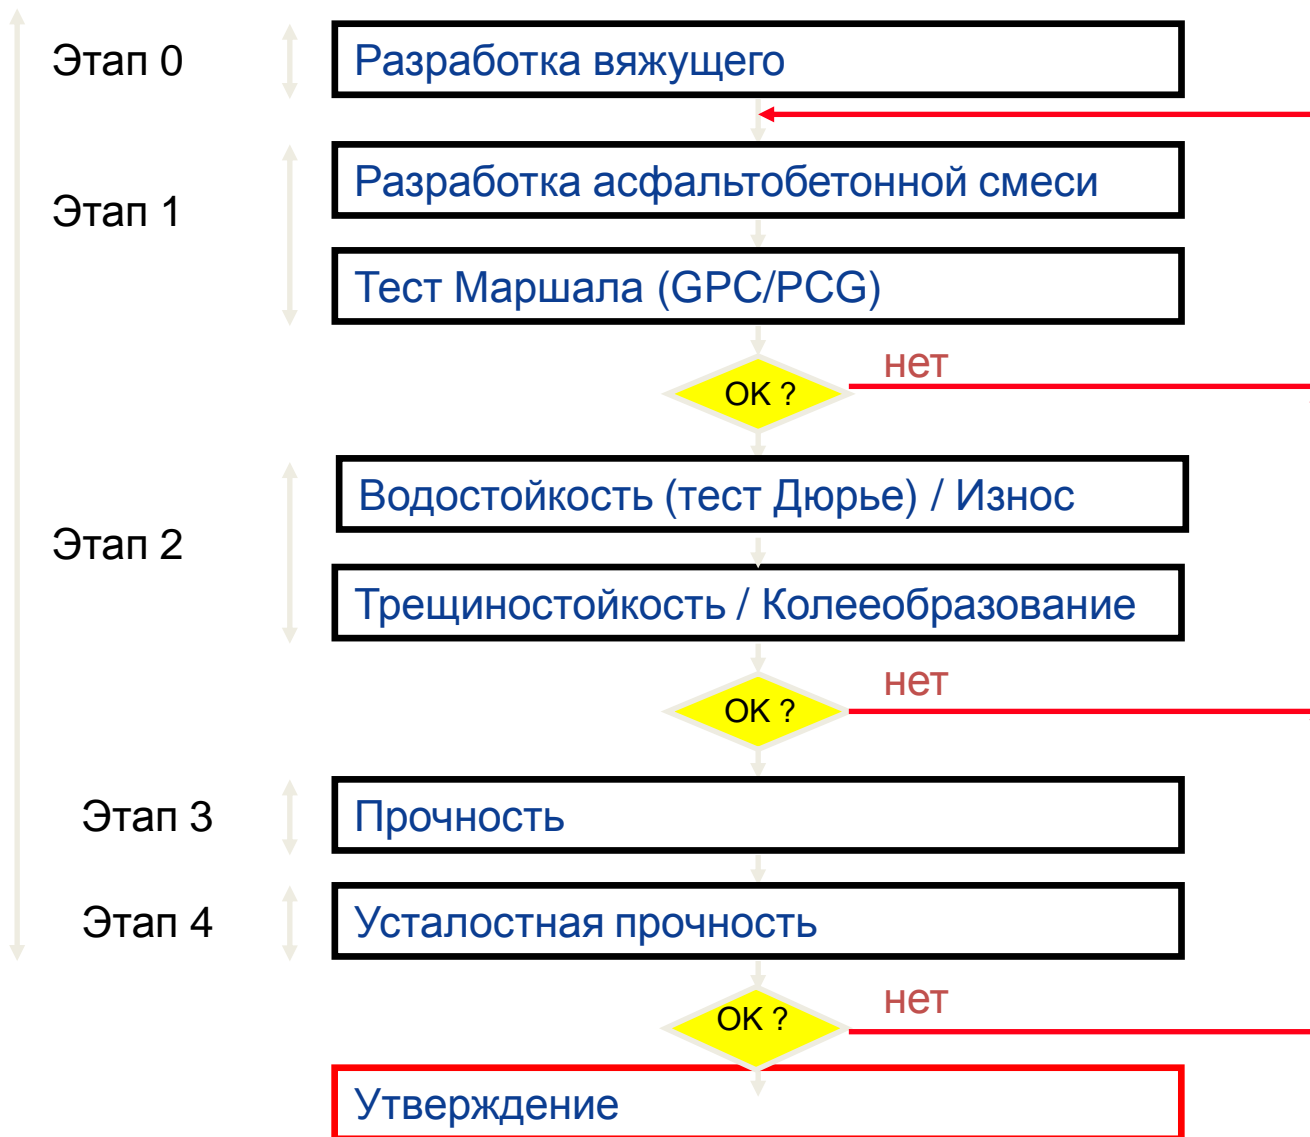 Этап 0
Разработка вяжущего
Этап 1
Разработка асфальтобетонной смеси
Тест Маршала (GPC/PCG)
OK ?
нет
Этап 2
Водостойкость (тест Дюрье) / Износ
Трещиностойкость / Колееобразование
OK ?
нет
Этап 3
Прочность
Этап 4
Усталостная прочность
OK ?
нет
Утверждение